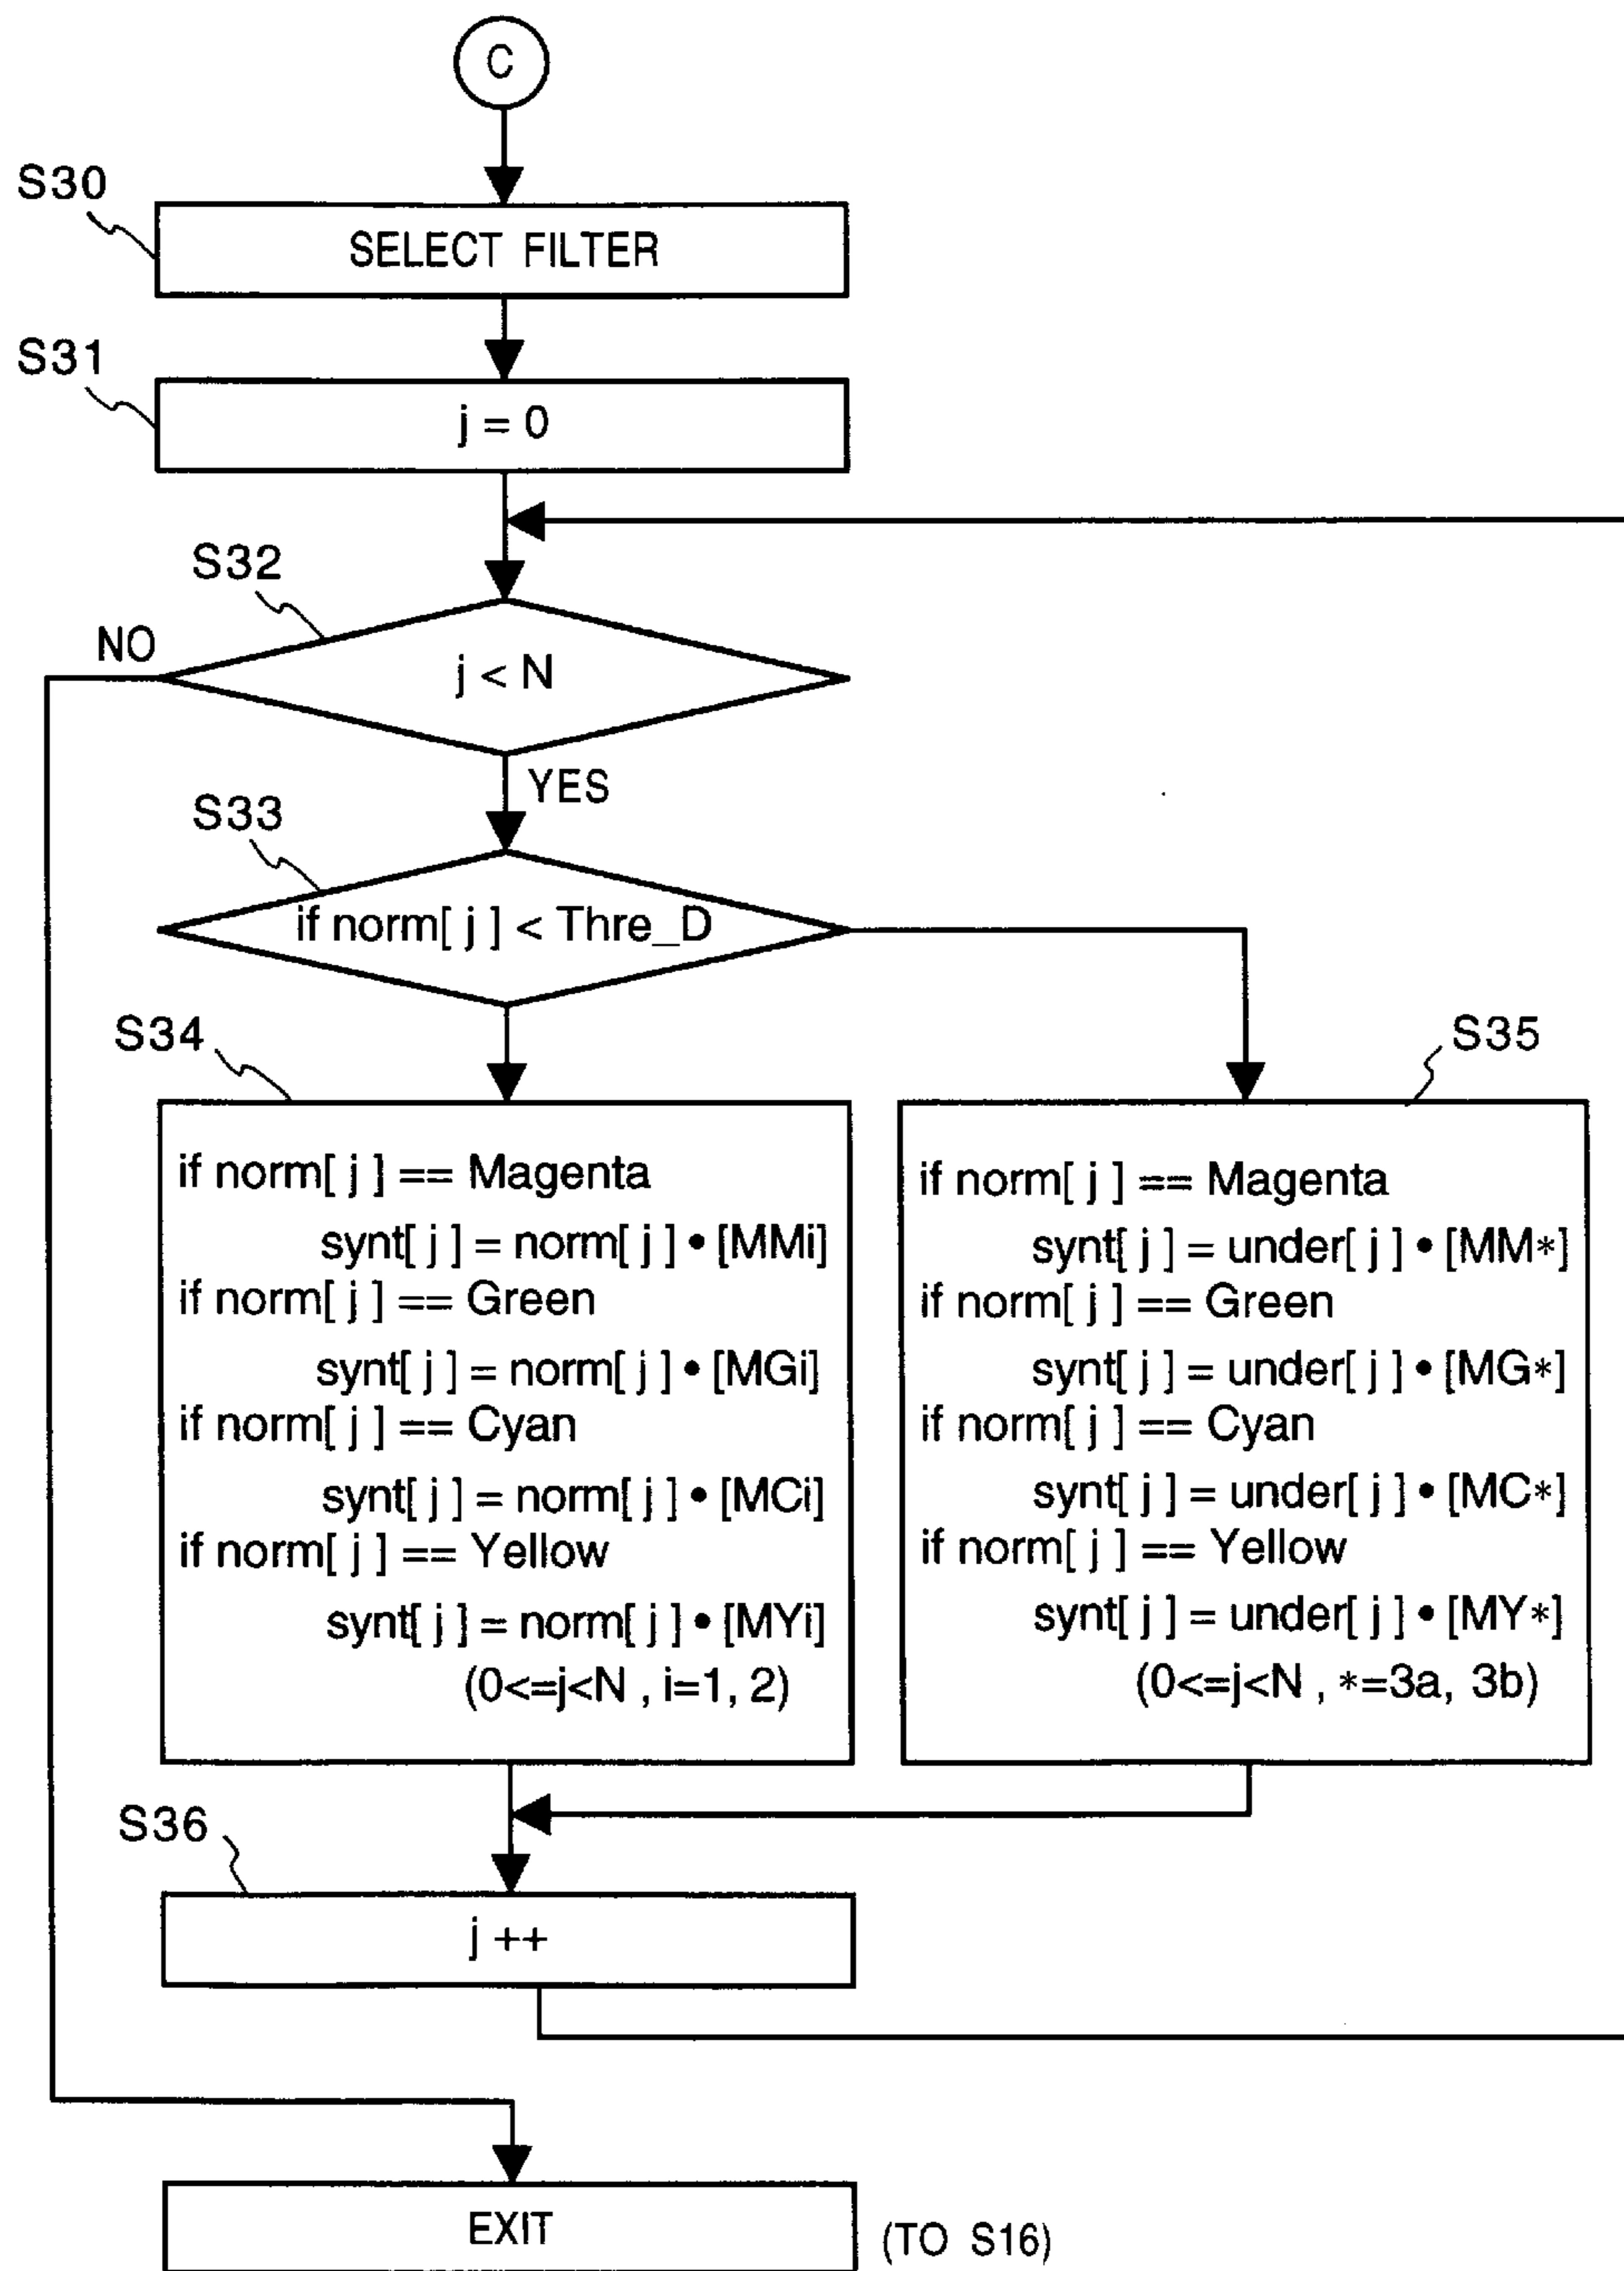 C
S30
SELECT FILTER
S31
j = 0
S32
NO
j < N
YES
S33
if norm[ j ] < Thre_D
S34
if norm[ j ] == Magenta
synt[ j ] = norm[ j ] • [MMi]
if norm[ j ] == Green
synt[ j ] = norm[ j ] • [MGi]
if norm[ j ] == Cyan
synt[ j ] = norm[ j ] • [MCi]
if norm[ j ] == Yellow
synt[ j ] = norm[ j ] • [MYi]
(0<=j<N , i=1, 2)
S35
if norm[ j ] == Magenta
synt[ j ] = under[ j ] • [MM*]
if norm[ j ] == Green
synt[ j ] = under[ j ] • [MG*]
if norm[ j ] == Cyan
synt[ j ] = under[ j ] • [MC*]
if norm[ j ] == Yellow
synt[ j ] = under[ j ] • [MY*]
(0<=j<N , *=3a, 3b)
S36
j ++
EXIT
(TO S16)